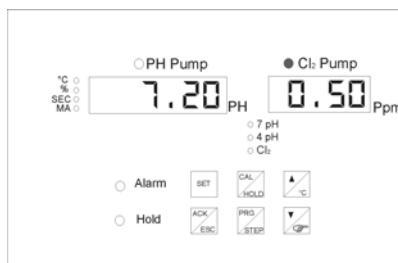 PH Pump
Cl₂ Pump
°C
%
SEC
MA
7.20 PH
0.50 Ppm
7 pH
4 pH
Cl₂
Alarm
SET
CAL/HOLD
▲/°C
Hold
ACK/ESC
PRG/STEP
▼/☞